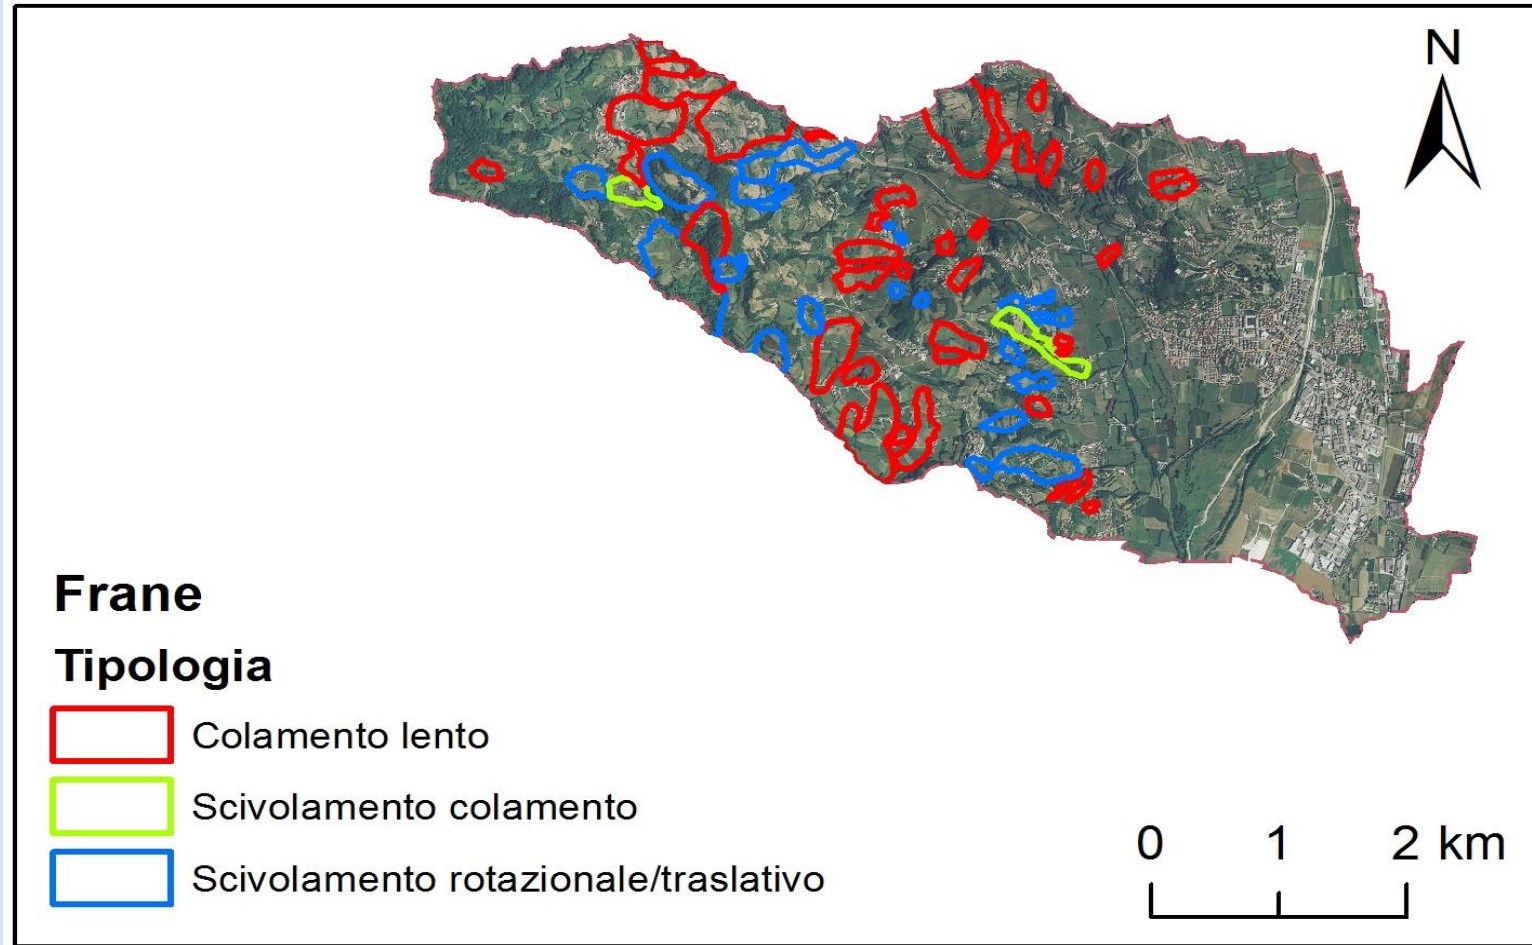 N
Frane
Tipologia
Colamento lento
Scivolamento colamento
Scivolamento rotazionale/traslativo
0 1 2 km